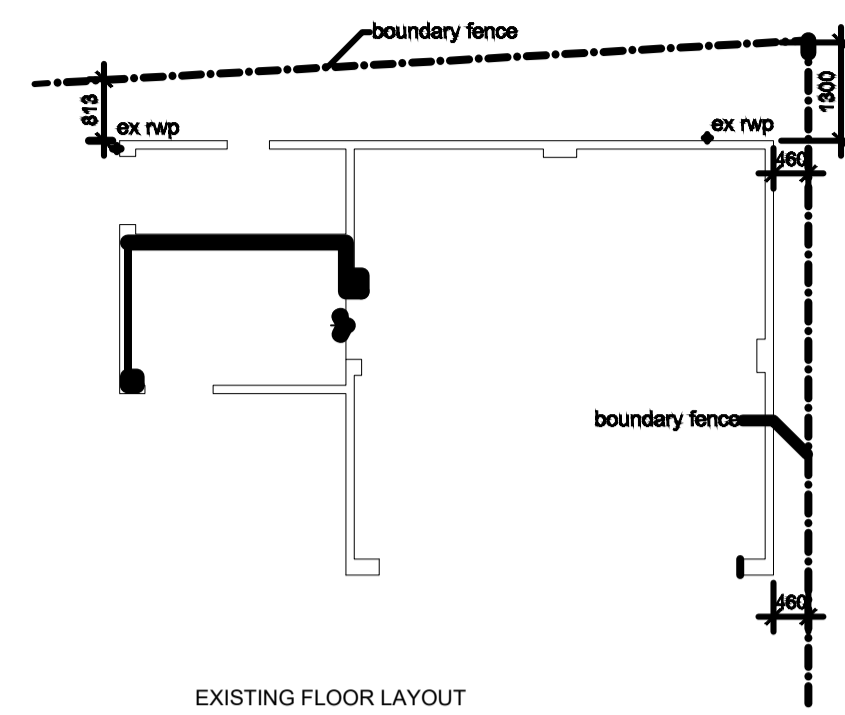 boundary fence
813
1300
ex rwp
ex rwp
460
boundary fence
460
EXISTING FLOOR LAYOUT